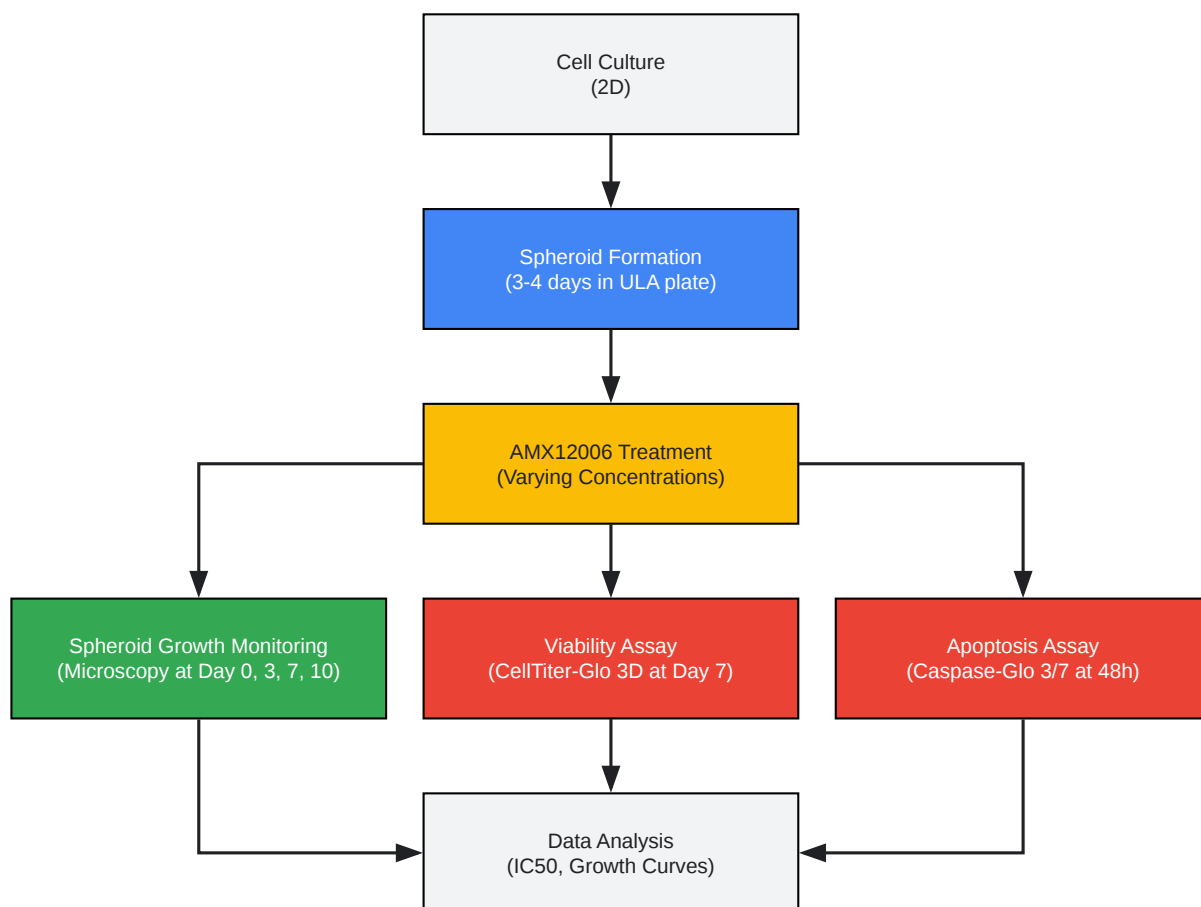 Cell Culture
(2D)
Spheroid Formation
(3-4 days in ULA plate)
AMX12006 Treatment
(Varying Concentrations)
Spheroid Growth Monitoring
(Microscopy at Day 0, 3, 7, 10)
Viability Assay
(CellTiter-Glo 3D at Day 7)
Apoptosis Assay
(Caspase-Glo 3/7 at 48h)
Data Analysis
(IC50, Growth Curves)